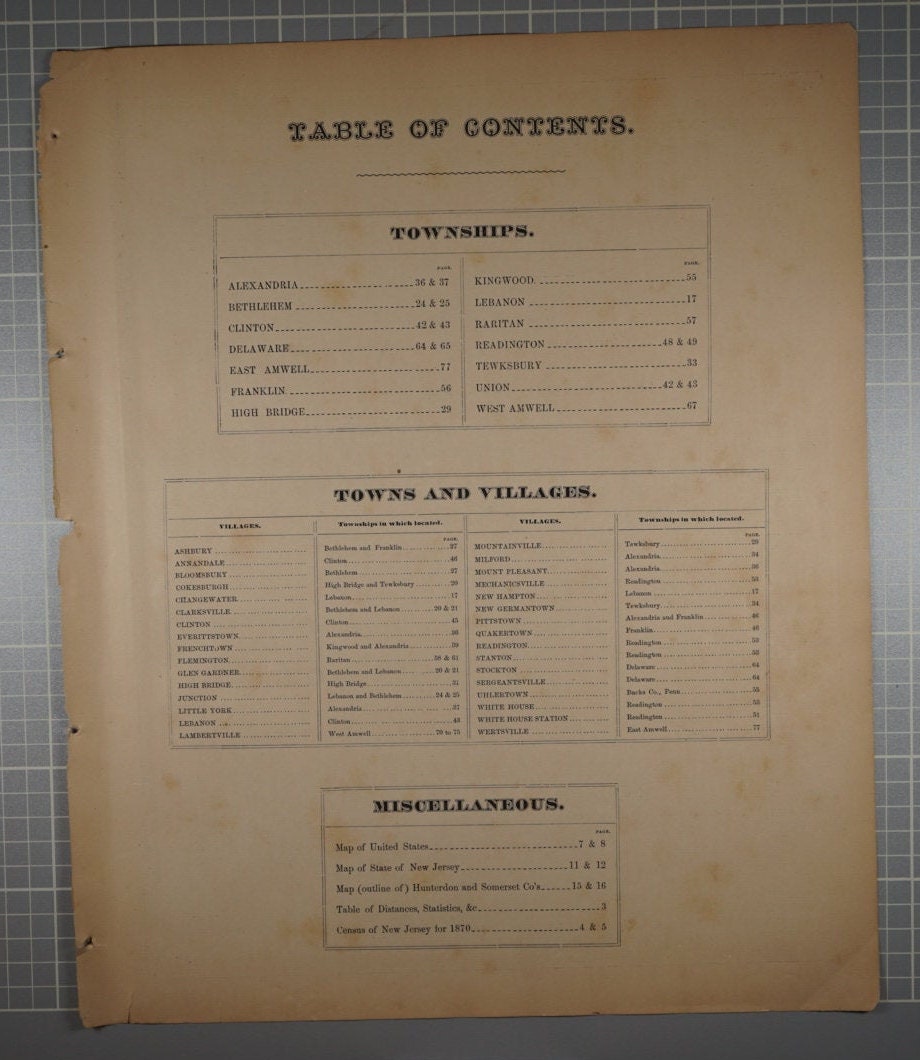 TABLE OF CONTENTS.
TOWNSHIPS.
PAGE.
ALEXANDRIA 36 & 37
BETHLEHEM 24 & 25
CLINTON 42 & 43
DELAWARE 64 & 65
EAST AMWELL 77
FRANKLIN. 56
HIGH BRIDGE 29
PAGE.
KINGWOOD. 55
LEBANON 17
RARITAN 57
READINGTON 48 & 49
TEWKSBURY 33
UNION 42 & 43
WEST AMWELL 67
TOWNS AND VILLAGES.
VILLAGES. Townships in which located.
PAGE.
ASHBURY Bethlehem and Franklin 27
ANNANDALE Clinton 46
BLOOMSBURY Bethlehem 27
COKESBURGH High Bridge and Tewksbury 20
CHANGEWATER Lebanon 17
CLARKSVILLE Bethlehem and Lebanon 20 & 21
CLINTON Clinton 45
EVERITTSTOWN Alexandria. 36
FRENCHTOWN Kingwood and Alexandria 39
FLEMINGTON Raritan 58 & 61
GLEN GARDNER Bethlehem and Lebanon 20 & 21
HIGH BRIDGE High Bridge 31
JUNCTION Lebanon and Bethlehem 24 & 25
LITTLE YORK Alexandria 37
LEBANON Clinton 43
LAMBERTVILLE West Amwell 70 to 75
VILLAGES. Townships in which located.
PAGE.
MOUNTAINVILLE Tewksbury 29
MILFORD Alexandria 34
MOUNT PLEASANT Alexandria 36
MECHANICSVILLE Readington 53
NEW HAMPTON Lebanon 17
NEW GERMANTOWN Tewksbury 34
PITTSTOWN Alexandria and Franklin 46
QUAKERTOWN Franklin 46
READINGTON Readington 50
STANTON Readington 53
STOCKTON Delaware 64
SERGEANTSVILLE Delaware 64
UHLERTOWN Bucks Co., Penn 55
WHITE HOUSE Readington 53
WHITE HOUSE STATION Readington 51
WERTSVILLE East Amwell 77
MISCELLANEOUS.
PAGE.
Map of United States 7 & 8
Map of State of New Jersey 11 & 12
Map (outline of) Hunterdon and Somerset Co's 15 & 16
Table of Distances, Statistics, &c 3
Census of New Jersey for 1870 4 & 5